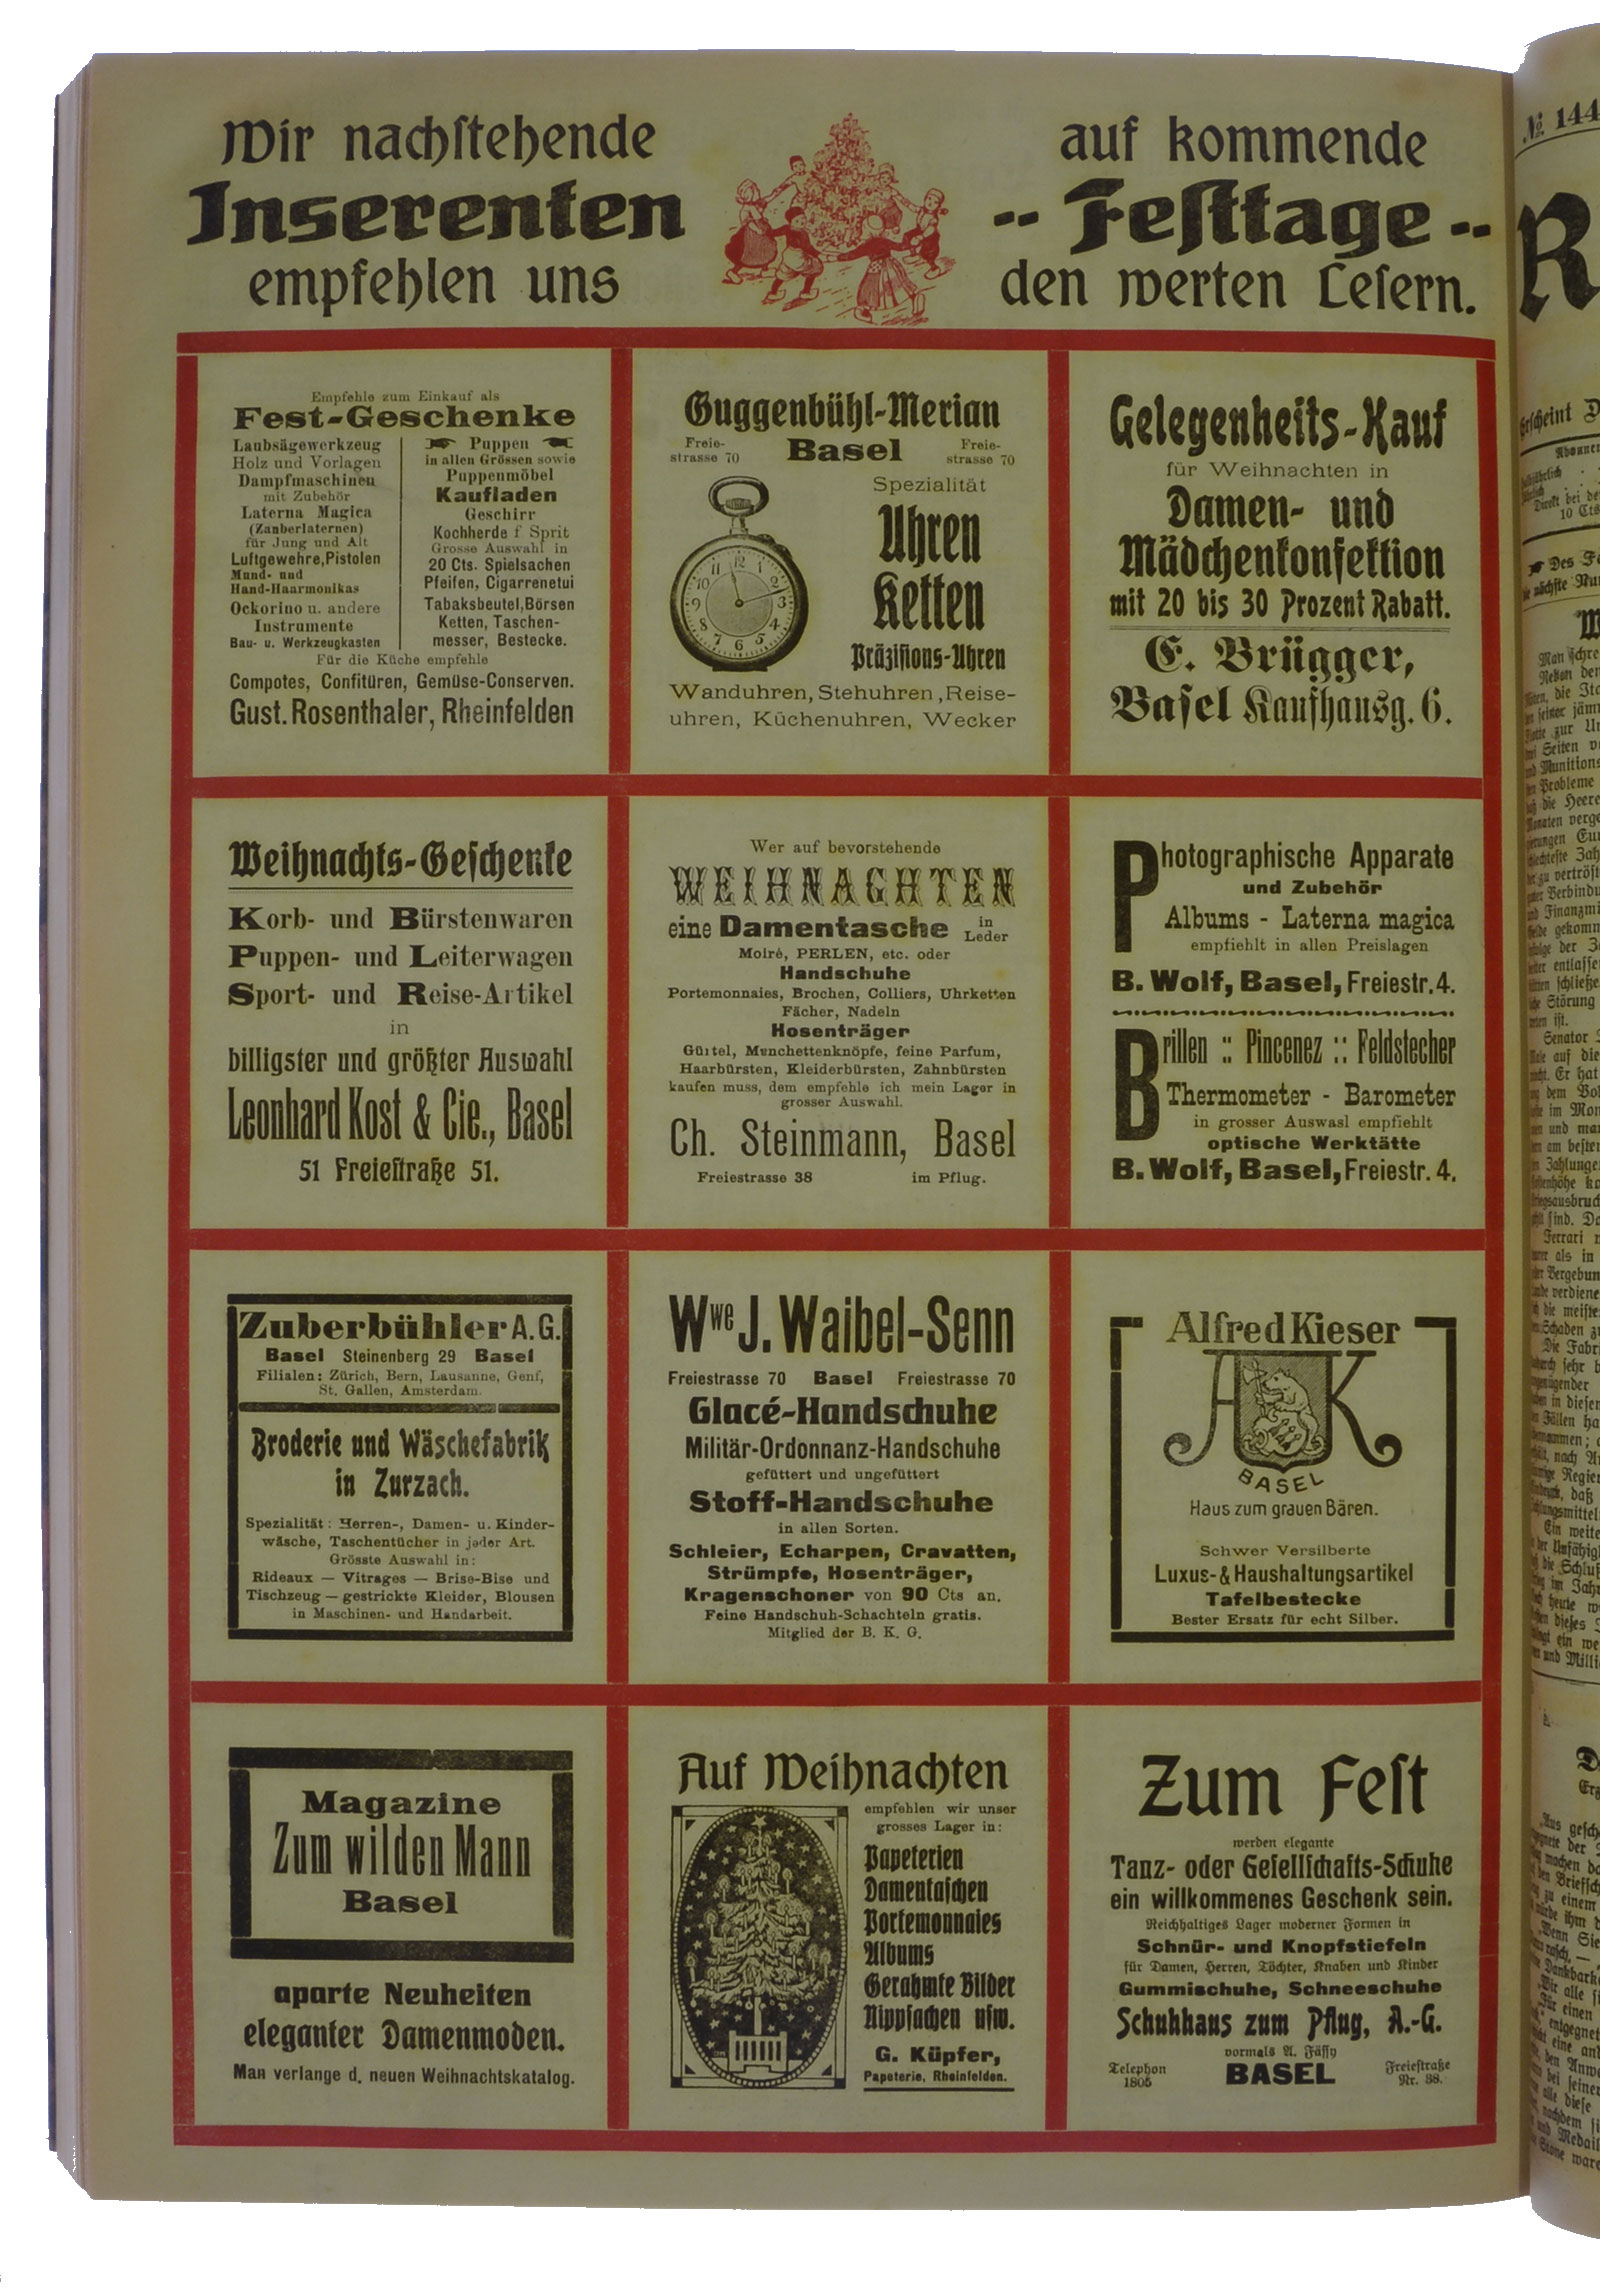 Wir nachstehende
Inserenten
empfehlen uns
auf kommende
-- Festtage --
den werten Lesern.
Empfehle zum Einkauf als
Fest-Geschenke
Laubsägewerkzeug
Holz und Vorlagen
Dampfmaschinen
mit Zubehör
Laterna Magica
(Zauberlaternen)
für Jung und Alt
Luftgewehre, Pistolen
Mund- und
Hand-Haarmonikas
Ockorino u. andere
Instrumente
Bau- u. Werkzeugkasten
Puppen
in allen Grössen sowie
Puppenmöbel
Kaufladen
Geschirr
Kochherde f Sprit
Grosse Auswahl in
20 Cts. Spielsachen
Pfeifen, Cigarrenetui
Tabaksbeutel, Börsen
Ketten, Taschen-
messer, Bestecke.
Für die Küche empfehle
Compotes, Confitüren, Gemüse-Conserven.
Gust. Rosenthaler, Rheinfelden
Guggenbühl-Merian
Freie-
strasse 70
Basel
Freie-
strasse 70
Spezialität
Uhren
Ketten
Präzisions-Uhren
Wanduhren, Stehuhren, Reise-
uhren, Küchenuhren, Wecker
Gelegenheits-Kauf
für Weihnachten in
Damen- und
Mädchenkonfektion
mit 20 bis 30 Prozent Rabatt.
E. Brügger,
Basel Kaufhausg. 6.
Weihnachts-Geschenke
Korb- und Bürstenwaren
Puppen- und Leiterwagen
Sport- und Reise-Artikel
in
billigster und größter Auswahl
Leonhard Kost & Cie., Basel
51 Freiestraße 51.
Wer auf bevorstehende
WEIHNACHTEN
eine Damentasche in Leder
Moiré, PERLEN, etc. oder
Handschuhe
Portemonnaies, Brochen, Colliers, Uhrketten
Fächer, Nadeln
Hosenträger
Gürtel, Menchettenknöpfe, feine Parfum,
Haarbürsten, Kleiderbürsten, Zahnbürsten
kaufen muss, dem empfehle ich mein Lager in
grosser Auswahl.
Ch. Steinmann, Basel
Freiestrasse 38 im Pflug.
Photographische Apparate
und Zubehör
Albums - Laterna magica
empfiehlt in allen Preislagen
B. Wolf, Basel, Freiestr. 4.
Brillen :: Pincenez :: Feldstecher
Thermometer - Barometer
in grosser Auswasl empfiehlt
optische Werktätte
B. Wolf, Basel, Freiestr. 4.
Zuberbühler A.G.
Basel Steinenberg 29 Basel
Filialen: Zürich, Bern, Lausanne, Genf,
St. Gallen, Amsterdam.
Broderie und Wäschefabrik
in Zurzach.
Spezialität: Herren-, Damen- u. Kinder-
wäsche, Taschentücher in jeder Art.
Grösste Auswahl in:
Rideaux — Vitrages — Brise-Bise und
Tischzeug — gestrickte Kleider, Blousen
in Maschinen- und Handarbeit.
Wwe J. Waibel-Senn
Freiestrasse 70 Basel Freiestrasse 70
Glacé-Handschuhe
Militär-Ordonnanz-Handschuhe
gefüttert und ungefüttert
Stoff-Handschuhe
in allen Sorten.
Schleier, Echarpen, Cravatten,
Strümpfe, Hosenträger,
Kragenschoner von 90 Cts an.
Feine Handschuh-Schachteln gratis.
Mitglied der B. K. G.
Alfred Kieser
A K
BASEL
Haus zum grauen Bären.
Schwer Versilberte
Luxus- & Haushaltungsartikel
Tafelbestecke
Bester Ersatz für echt Silber.
Magazine
Zum wilden Mann
Basel
aparte Neuheiten
eleganter Damenmoden.
Man verlange d. neuen Weihnachtskatalog.
Auf Weihnachten
empfehlen wir unser
grosses Lager in:
Papeterien
Damentaschen
Portemonnaies
Albums
Gerahmte Bilder
Nippsachen usw.
G. Küpfer,
Papeterie, Rheinfelden.
Zum Fest
werden elegante
Tanz- oder Gesellschafts-Schuhe
ein willkommenes Geschenk sein.
Reichhaltiges Lager moderner Formen in
Schnür- und Knopfstiefeln
für Damen, Herren, Töchter, Knaben und Kinder
Gummischuhe, Schneeschuhe
Schuhhaus zum Pflug, A.-G.
vormals A. Fässy
Telephon
1805
BASEL
Freiestraße
Nr. 38.
№ 144